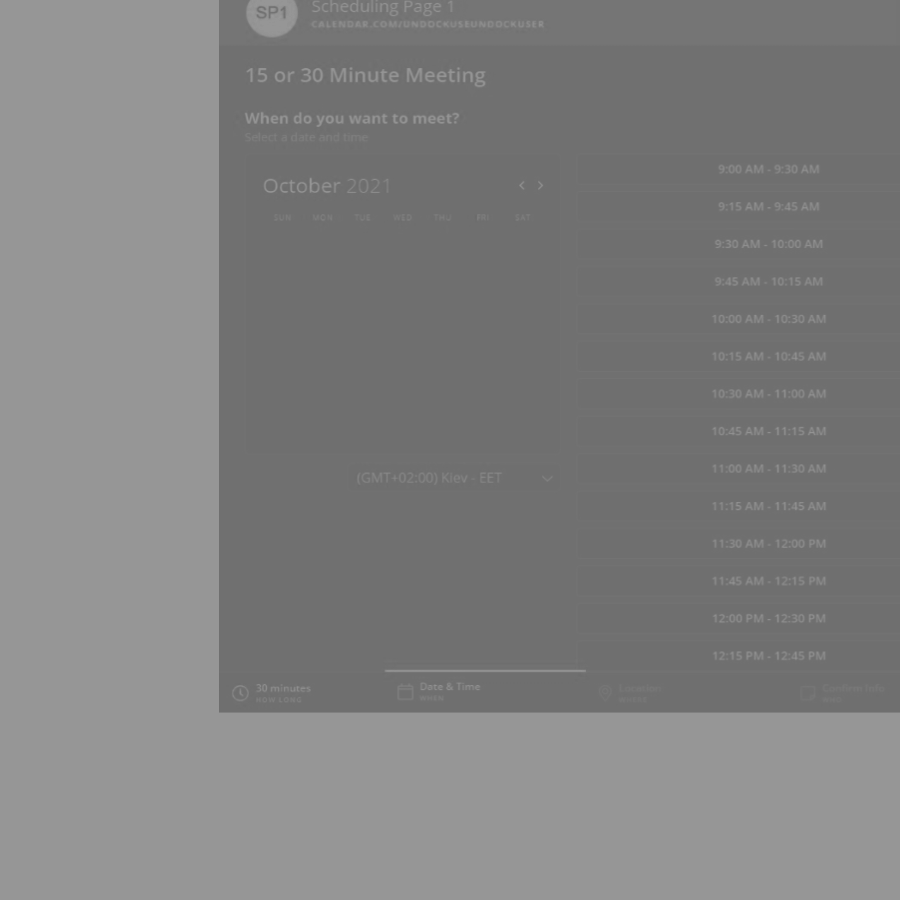 SP1
Scheduling Page 1
CALENDAR.COM/UNDOCKUSEUNDOCKUSER
15 or 30 Minute Meeting
When do you want to meet?
Select a date and time
October 2021
SUN MON TUE WED THU FRI SAT
(GMT+02:00) Kiev - EET
9:00 AM - 9:30 AM
9:15 AM - 9:45 AM
9:30 AM - 10:00 AM
9:45 AM - 10:15 AM
10:00 AM - 10:30 AM
10:15 AM - 10:45 AM
10:30 AM - 11:00 AM
10:45 AM - 11:15 AM
11:00 AM - 11:30 AM
11:15 AM - 11:45 AM
11:30 AM - 12:00 PM
11:45 AM - 12:15 PM
12:00 PM - 12:30 PM
12:15 PM - 12:45 PM
30 minutes
HOW LONG
Date & Time
WHEN
Location
WHERE
Confirm Info